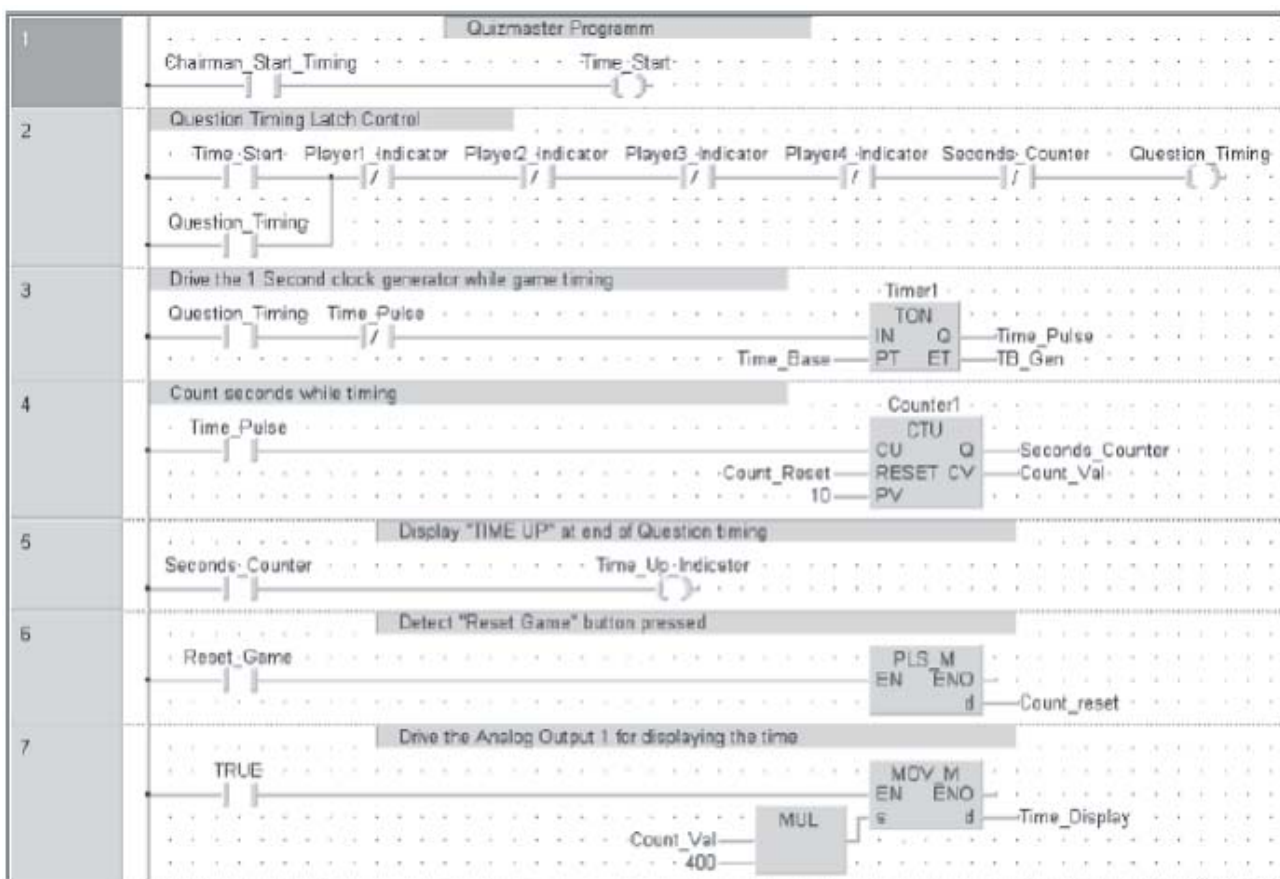 1
Quizmaster Programm
Chairman_Start_Timing Time_Start
2
Question Timing Latch Control
Time_Start Player1_Indicator Player2_Indicator Player3_Indicator Player4_Indicator Seconds_Counter Question_Timing
Question_Timing
3
Drive the 1 Second clock generator while game timing
Timer1
Question_Timing Time_Pulse
TON
IN Q Time_Pulse
Time_Base PT ET TB_Gen
4
Count seconds while timing
Counter1
Time_Pulse
CTU
CU Q Seconds_Counter
Count_Reset RESET CV Count_Val
10 PV
5
Display "TIME UP" at end of Question timing
Seconds_Counter Time_Up_Indicator
6
Detect "Reset Game" button pressed
Reset_Game
PLS_M
EN ENO
d Count_reset
7
Drive the Analog Output 1 for displaying the time
TRUE
MOV_M
EN ENO
MUL s d Time_Display
Count_Val
400